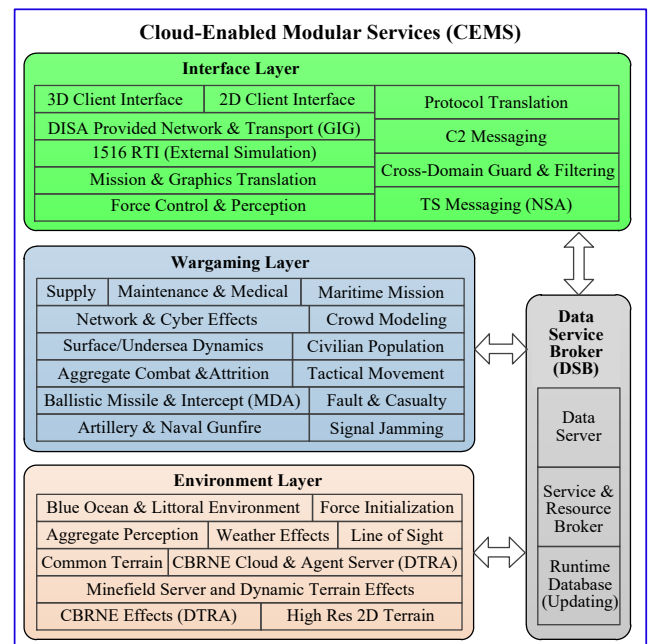 Cloud-Enabled Modular Services (CEMS)
Interface Layer
3D Client Interface
2D Client Interface
DISA Provided Network & Transport (GIG)
1516 RTI (External Simulation)
Mission & Graphics Translation
Force Control & Perception
Protocol Translation
C2 Messaging
Cross-Domain Guard & Filtering
TS Messaging (NSA)
Wargaming Layer
Supply
Maintenance & Medical
Maritime Mission
Network & Cyber Effects
Crowd Modeling
Surface/Undersea Dynamics
Civilian Population
Aggregate Combat &Attrition
Tactical Movement
Ballistic Missile & Intercept (MDA)
Fault & Casualty
Artillery & Naval Gunfire
Signal Jamming
Environment Layer
Blue Ocean & Littoral Environment
Force Initialization
Aggregate Perception
Weather Effects
Line of Sight
Common Terrain
CBRNE Cloud & Agent Server (DTRA)
Minefield Server and Dynamic Terrain Effects
CBRNE Effects (DTRA)
High Res 2D Terrain
Data
Service
Broker
(DSB)
Data
Server
Service &
Resource
Broker
Runtime
Database
(Updating)